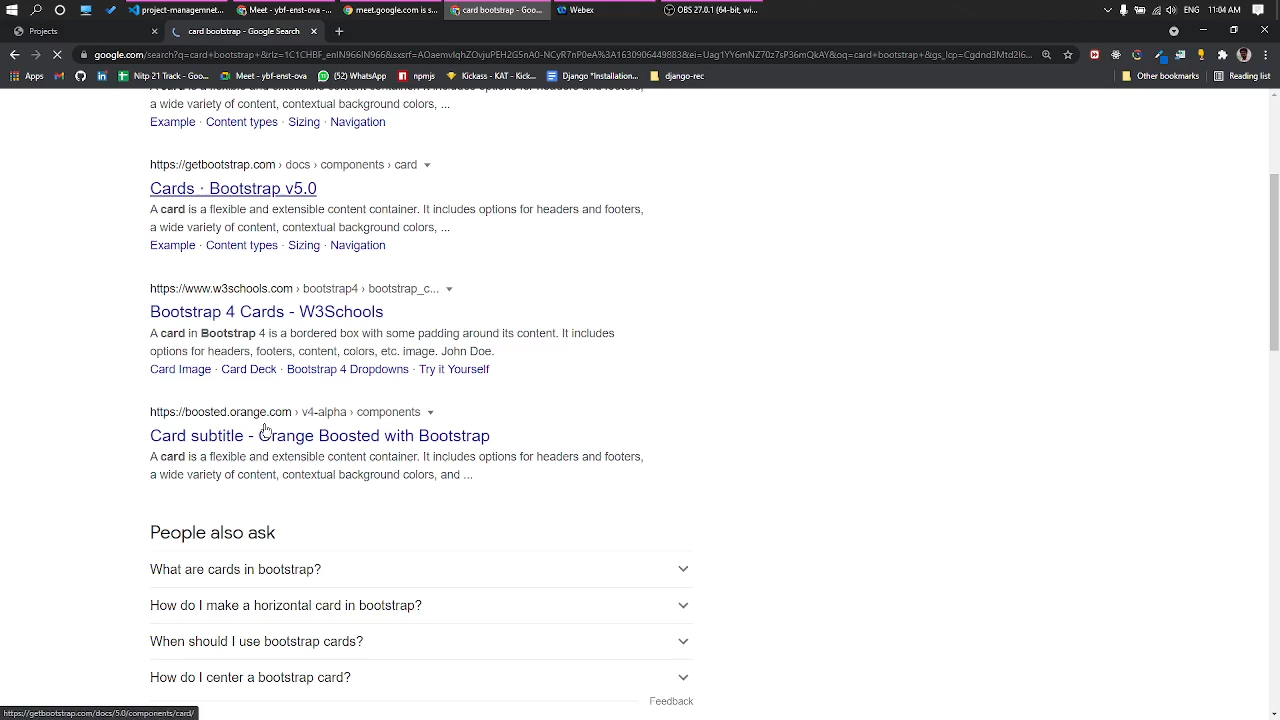 project-managemne...
Meet - ybf-enst-ova ...
meet.google.com is s...
card bootstrap - Goo...
Webex
OBS 27.0.1 (64-bit, w...
ENG
11:04 AM
Projects
card bootstrap - Google Search
Apps
Nitp 21 Track - Goo...
Meet - ybf-enst-ova
(52) WhatsApp
npmjs
Kickass - KAT - Kick...
Django *Installation...
django-rec
Other bookmarks
Reading list
a wide variety of content, contextual background colors, ...
Example · Content types · Sizing · Navigation
https://getbootstrap.com › docs › components › card
Cards · Bootstrap v5.0
A card is a flexible and extensible content container. It includes options for headers and footers,
a wide variety of content, contextual background colors, ...
Example · Content types · Sizing · Navigation
https://www.w3schools.com › bootstrap4 › bootstrap_c...
Bootstrap 4 Cards - W3Schools
A card in Bootstrap 4 is a bordered box with some padding around its content. It includes
options for headers, footers, content, colors, etc. image. John Doe.
Card Image · Card Deck · Bootstrap 4 Dropdowns · Try it Yourself
https://boosted.orange.com › v4-alpha › components
Card subtitle - Orange Boosted with Bootstrap
A card is a flexible and extensible content container. It includes options for headers and footers,
a wide variety of content, contextual background colors, and ...
People also ask
What are cards in bootstrap?
How do I make a horizontal card in bootstrap?
When should I use bootstrap cards?
How do I center a bootstrap card?
Feedback
https://getbootstrap.com/docs/5.0/components/card/